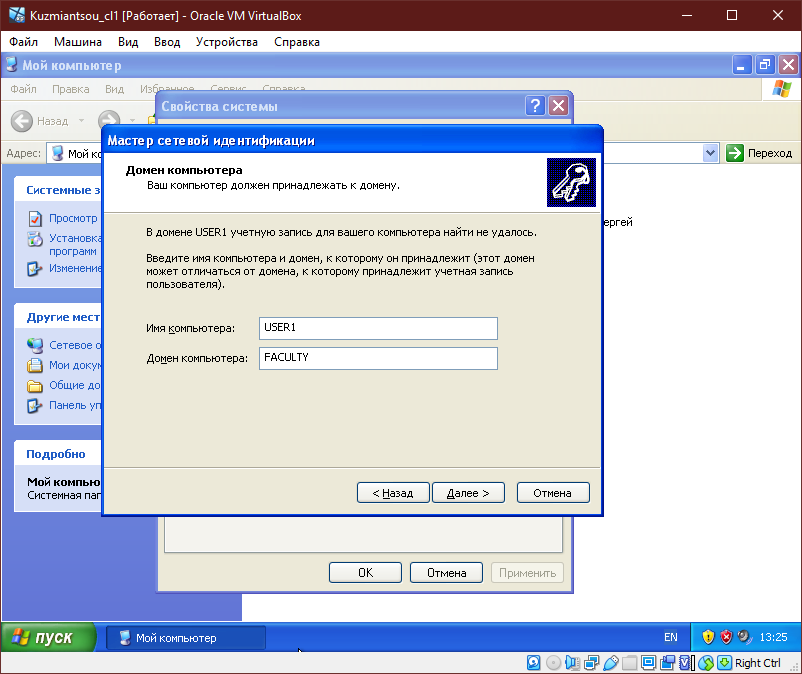 Kuzmiantsou_cl1 [Работает] - Oracle VM VirtualBox
Файл Машина Вид Ввод Устройства Справка
Мой компьютер
Файл Правка Вид Избранное Сервис Справка
Свойства системы
Назад
Мастер сетевой идентификации
Адрес: Мой ко
Переход
Домен компьютера
Ваш компьютер должен принадлежать к домену.
Системные з
Просмотр
Установка
программ
Изменение
ергей
В домене USER1 учетную запись для вашего компьютера найти не удалось.
Введите имя компьютера и домен, к которому он принадлежит (этот домен
может отличаться от домена, к которому принадлежит учетная запись
пользователя).
Другие мест
Сетевое о
Мои докум
Общие до
Панель уп
Имя компьютера: USER1
Домен компьютера: FACULTY
Подробно
Мой компью
Системная пап
< Назад Далее > Отмена
OK Отмена Применить
пуск Мой компьютер EN 13:25
Right Ctrl